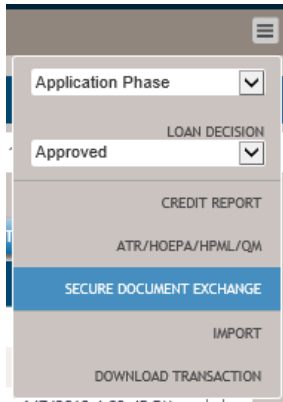 Application Phase
LOAN DECISION
Approved
CREDIT REPORT
ATR/HOEPA/HPML/QM
SECURE DOCUMENT EXCHANGE
IMPORT
DOWNLOAD TRANSACTION